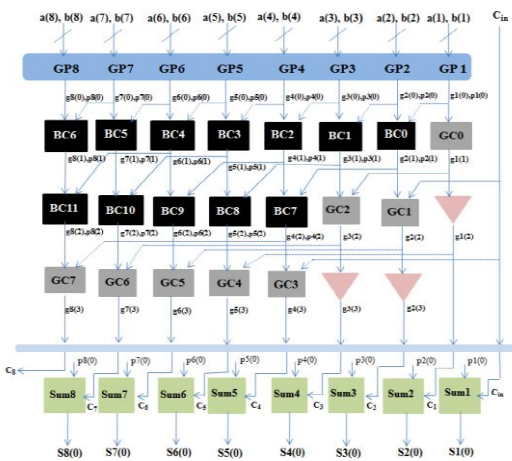 a(8), b(8) a(7), b(7) a(6), b(6) a(5), b(5) a(4), b(4) a(3), b(3) a(2), b(2) a(1), b(1) Cin
GP8 GP7 GP6 GP5 GP4 GP3 GP2 GP 1
g8(0),p8(0) g7(0),p7(0) g6(0),p6(0) g5(0),p5(0) g4(0),p4(0) g3(0),p3(0) g2(0),p2(0) g1(0),p1(0)
BC6 BC5 BC4 BC3 BC2 BC1 BC0 GC0
g8(1),p8(1) g7(1),p7(1) g6(1),p6(1) g5(1),p5(1) g4(1),p4(1) g3(1),p3(1) g2(1),p2(1) g1(1)
BC11 BC10 BC9 BC8 BC7 GC2 GC1
g8(2),p8(2) g7(2),p7(2) g6(2),p6(2) g5(2),p5(2) g4(2),p4(2) g3(2) g2(2) g1(2)
GC7 GC6 GC5 GC4 GC3
g8(3) g7(3) g6(3) g5(3) g4(3) g3(3) g2(3)
C8 p8(0) p7(0) p6(0) p5(0) p4(0) p3(0) p2(0) p1(0)
Sum8 C7 Sum7 C6 Sum6 C5 Sum5 C4 Sum4 C3 Sum3 C2 Sum2 C1 Sum1 Cin
S8(0) S7(0) S6(0) S5(0) S4(0) S3(0) S2(0) S1(0)